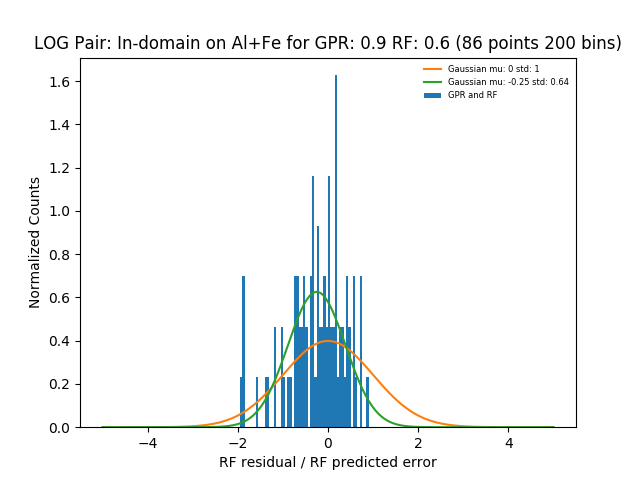 LOG Pair: In-domain on Al+Fe for GPR: 0.9 RF: 0.6 (86 points 200 bins)
Gaussian mu: 0 std: 1
Gaussian mu: -0.25 std: 0.64
GPR and RF
1.6
1.4
1.2
1.0
0.8
0.6
0.4
0.2
0.0
Normalized Counts
−4
−2
0
2
4
RF residual / RF predicted error